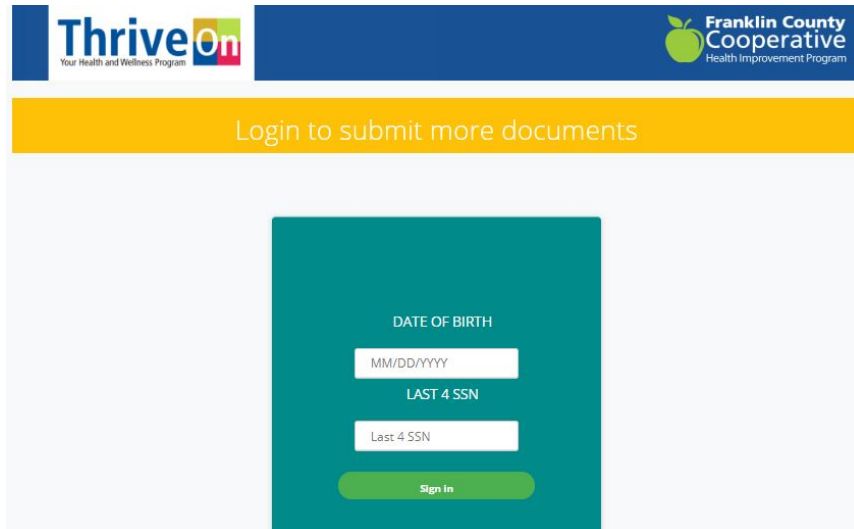 Thrive On
Your Health and Wellness Program
Franklin County
Cooperative
Health Improvement Program
Login to submit more documents
DATE OF BIRTH
MM/DD/YYYY
LAST 4 SSN
Last 4 SSN
Sign in